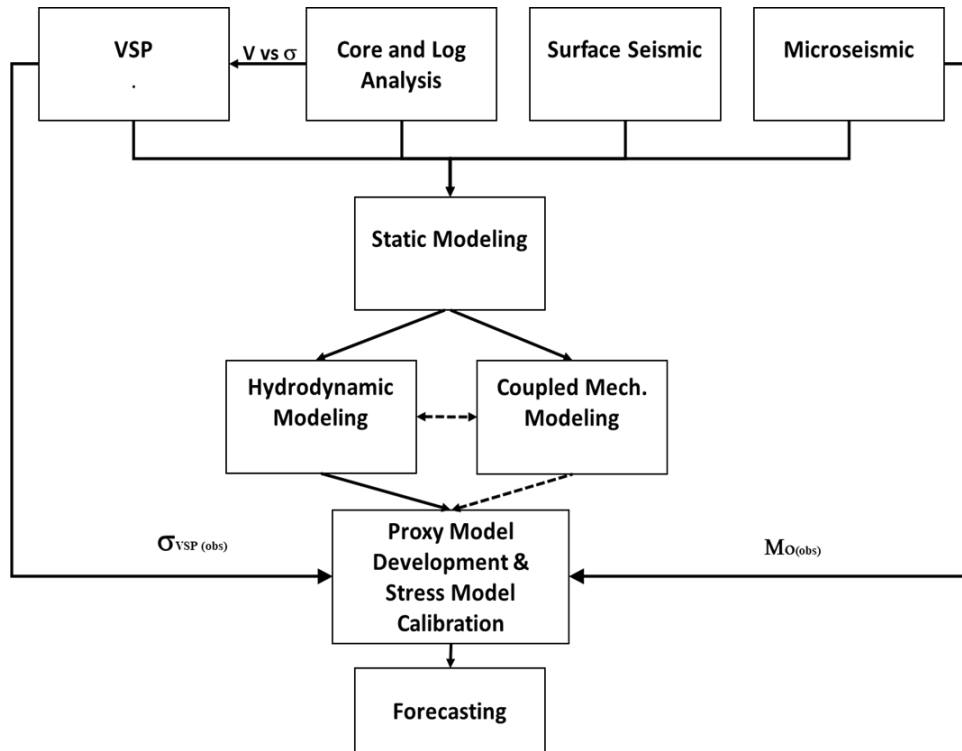 VSP
.
V vs σ
Core and Log
Analysis
Surface Seismic
Microseismic
Static Modeling
Hydrodynamic
Modeling
Coupled Mech.
Modeling
σVSP (obs)
Proxy Model
Development &
Stress Model
Calibration
Mo(obs)
Forecasting